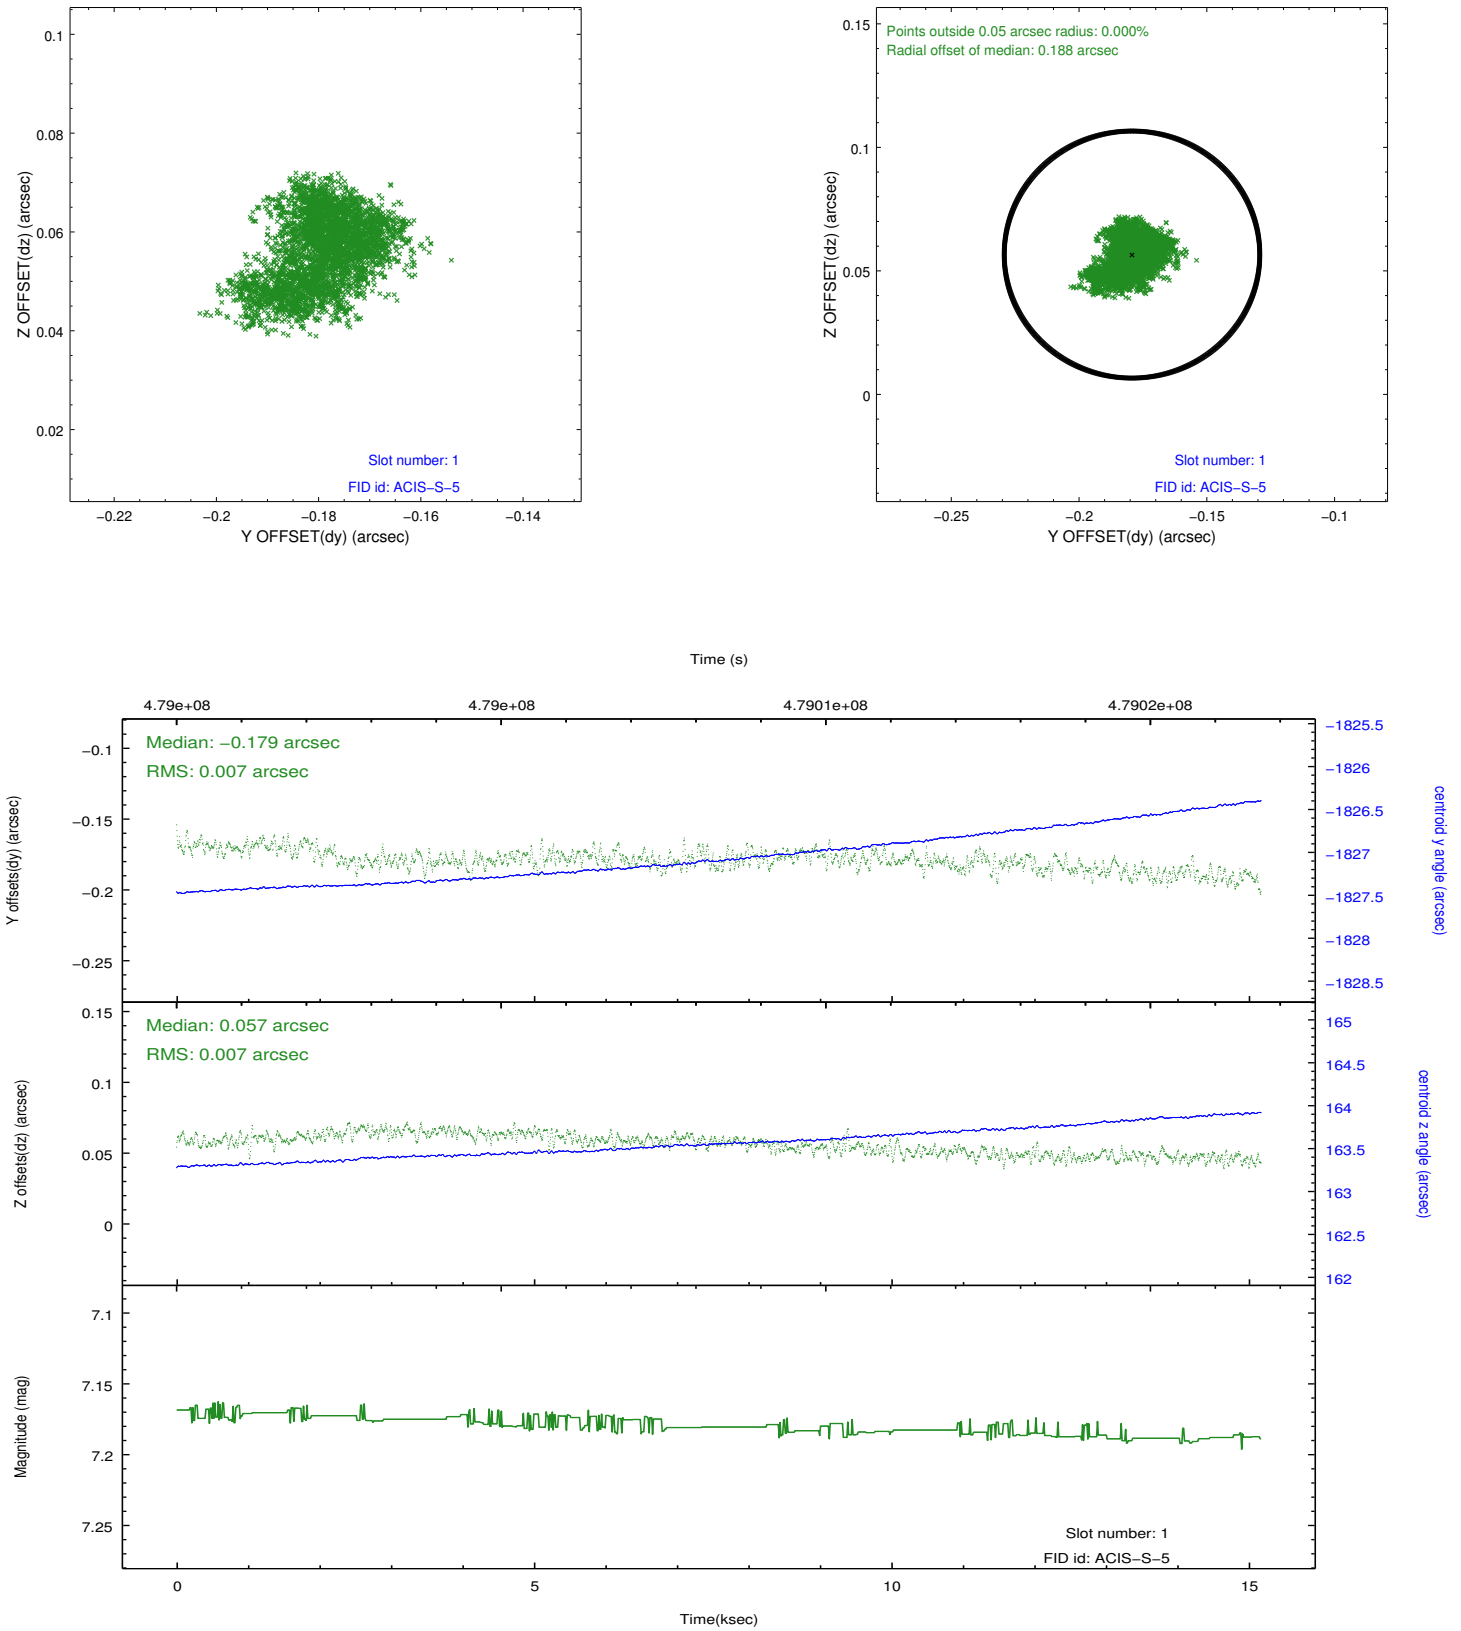 0.1
0.08
0.06
0.04
0.02
Z OFFSET(dz) (arcsec)
Slot number: 1
FID id: ACIS−S−5
−0.22 −0.2 −0.18 −0.16 −0.14
Y OFFSET(dy) (arcsec)
Points outside 0.05 arcsec radius: 0.000%
Radial offset of median: 0.188 arcsec
0.15
0.1
0.05
0
Z OFFSET(dz) (arcsec)
Slot number: 1
FID id: ACIS−S−5
−0.25 −0.2 −0.15 −0.1
Y OFFSET(dy) (arcsec)
Time (s)
4.79e+08 4.79e+08 4.7901e+08 4.7902e+08
Median: −0.179 arcsec
RMS: 0.007 arcsec
−0.1
−0.15
−0.2
−0.25
Y offsets(dy) (arcsec)
−1825.5
−1826
−1826.5
−1827
−1827.5
−1828
−1828.5
centroid y angle (arcsec)
Median: 0.057 arcsec
RMS: 0.007 arcsec
0.15
0.1
0.05
0
Z offsets(dz) (arcsec)
165
164.5
164
163.5
163
162.5
162
centroid z angle (arcsec)
7.1
7.15
7.2
7.25
Magnitude (mag)
Slot number: 1
FID id: ACIS−S−5
0 5 10 15
Time(ksec)